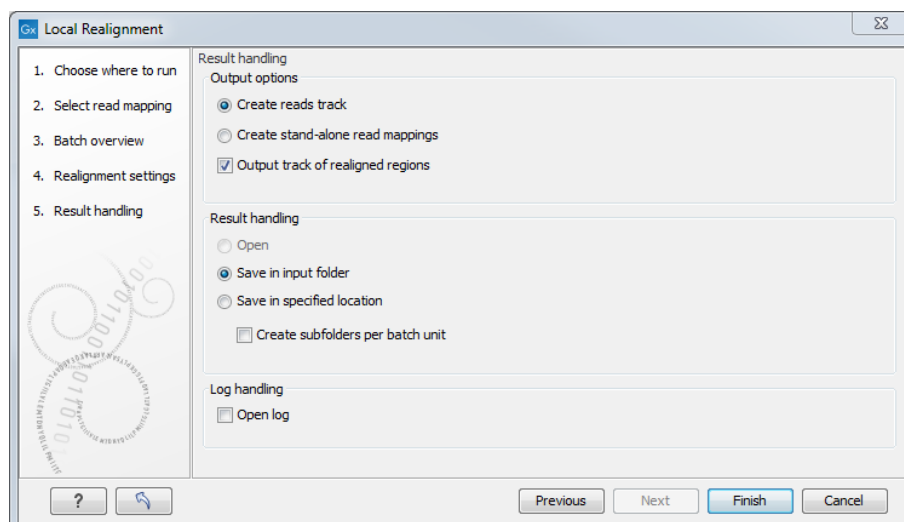 Gx Local Realignment
1. Choose where to run
2. Select read mapping
3. Batch overview
4. Realignment settings
5. Result handling
Result handling
Output options
Create reads track
Create stand-alone read mappings
Output track of realigned regions
Result handling
Open
Save in input folder
Save in specified location
Create subfolders per batch unit
Log handling
Open log
?
Previous
Next
Finish
Cancel